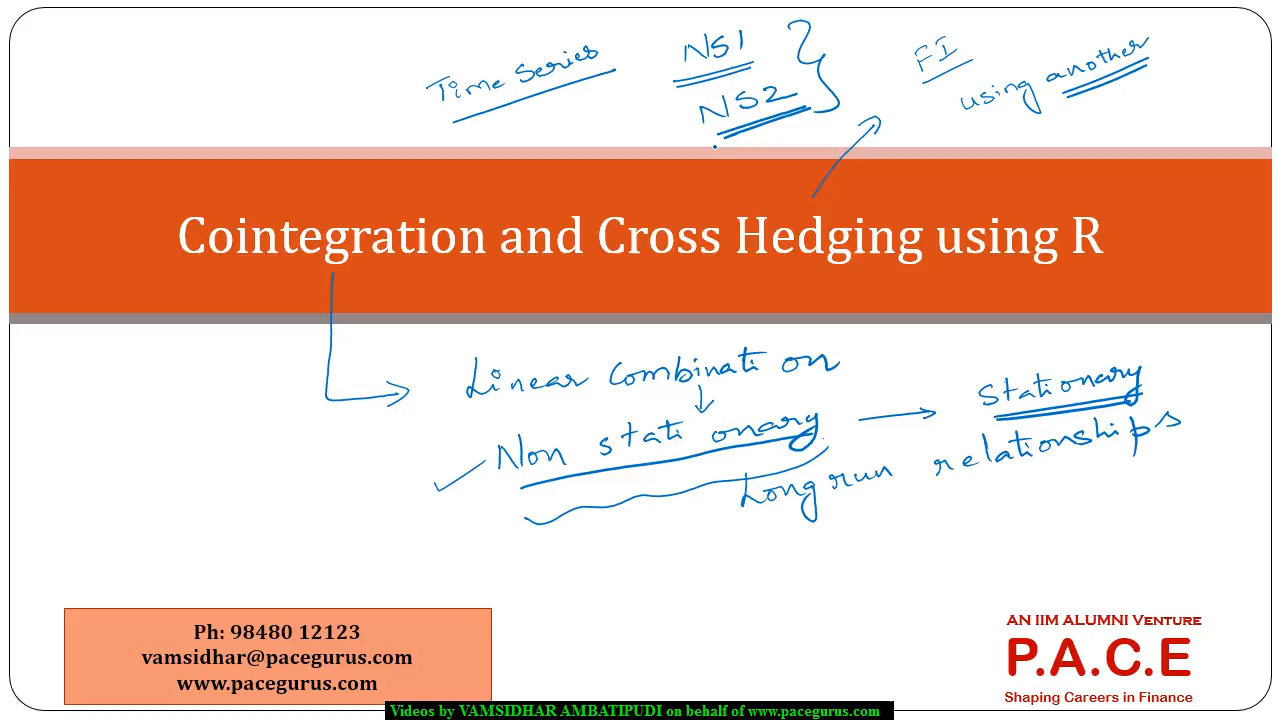 Time Series
NS1
NS2
FI
using another
Cointegration and Cross Hedging using R
Linear combination
Non stationary
Stationary
Long run relationships
Ph: 98480 12123
vamsidhar@pacegurus.com
www.pacegurus.com
AN IIM ALUMNI VENTURE
P.A.C.E
Shaping Careers in Finance
Videos by VAMSIDHAR AMBATIPUDI on behalf of www.pacegurus.com